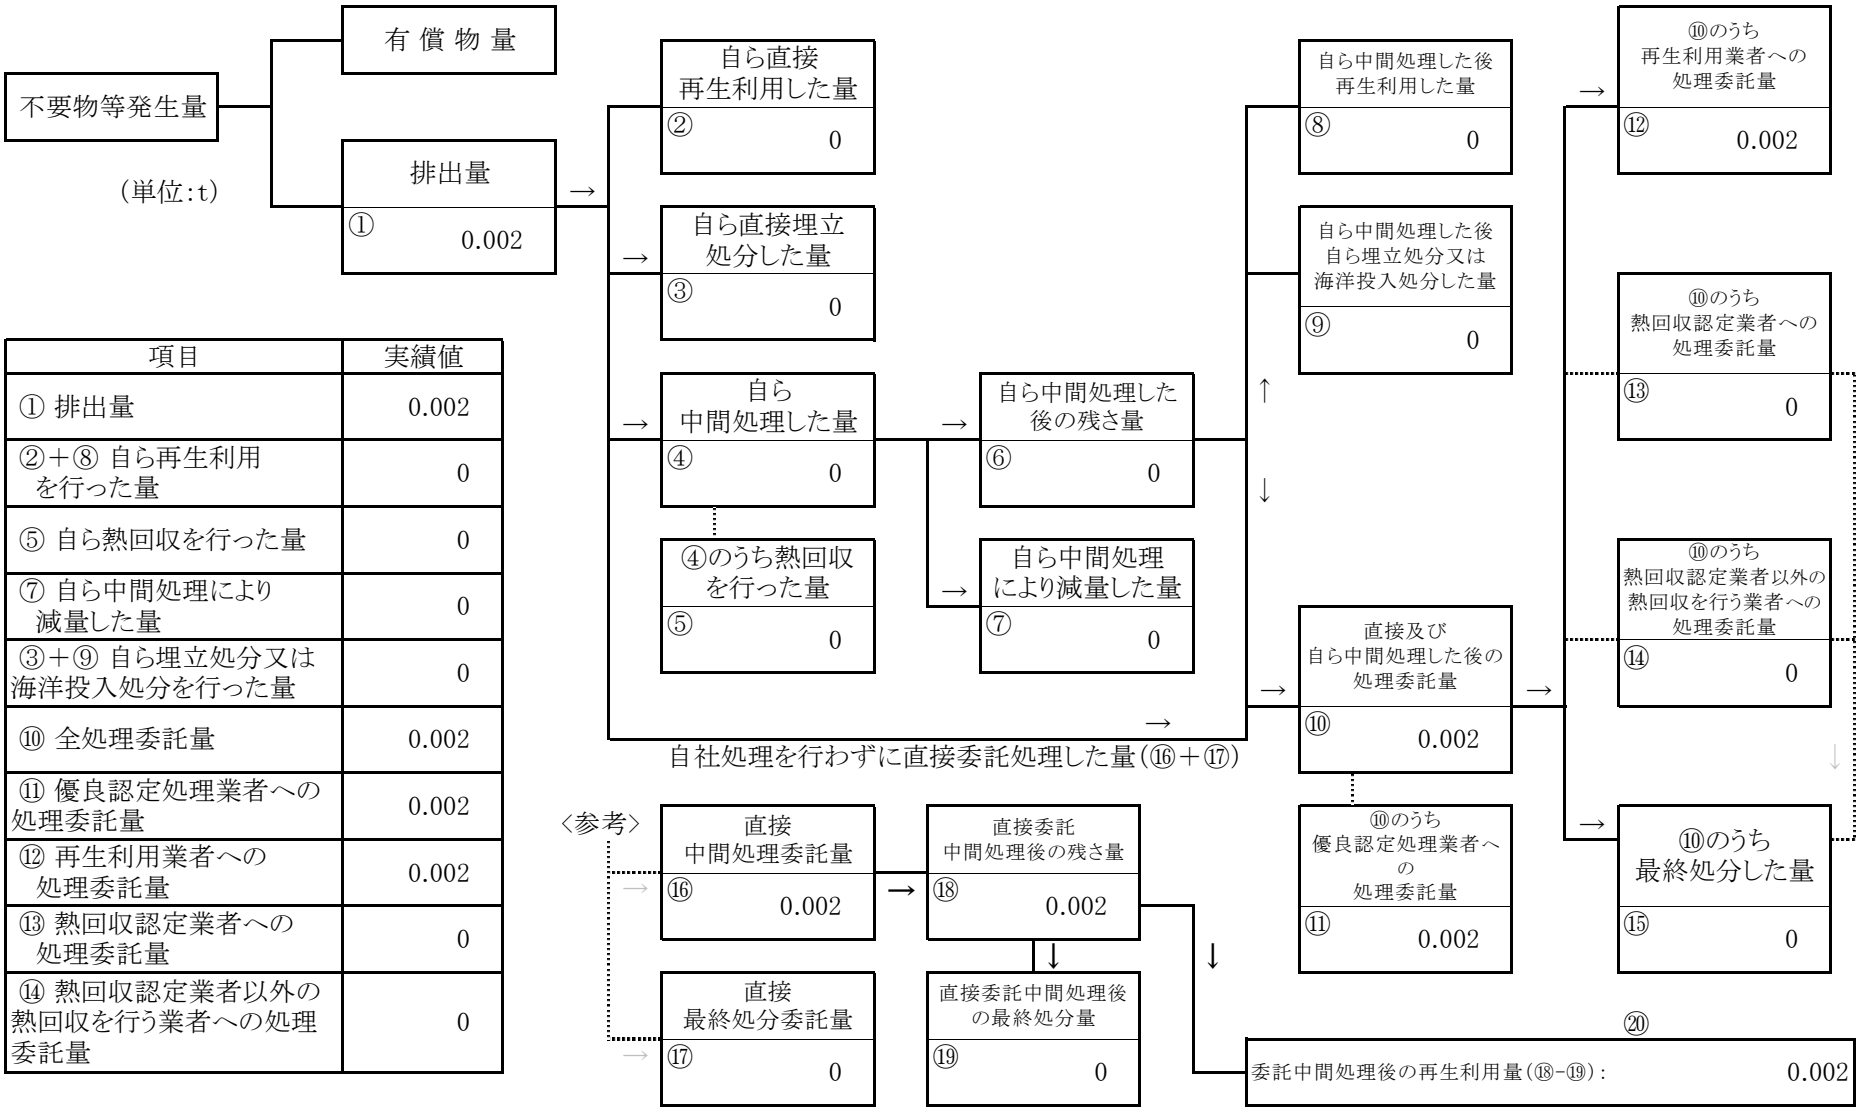 有 償 物 量
不要物等発生量
(単位:t)
排出量
①
0.002
→
自ら直接
再生利用した量
②
0
→
自ら直接埋立
処分した量
③
0
→
自ら
中間処理した量
④
0
④のうち熱回収
を行った量
⑤
0
→
自ら中間処理した
後の残さ量
⑥
0
→
自ら中間処理
により減量した量
⑦
0
自ら中間処理した後
再生利用した量
⑧
0
自ら中間処理した後
自ら埋立処分又は
海洋投入処分した量
⑨
0
↑
↓
→
直接及び
自ら中間処理した後の
処理委託量
⑩
0.002
→
自社処理を行わずに直接委託処理した量(⑯+⑰)
⑩のうち
優良認定処理業者へ
の
処理委託量
⑪
0.002
→
→
⑩のうち
再生利用業者への
処理委託量
⑫
0.002
⑩のうち
熱回収認定業者への
処理委託量
⑬
0
⑩のうち
熱回収認定業者以外の
熱回収を行う業者への
処理委託量
⑭
0
↓
→
⑩のうち
最終処分した量
⑮
0
項目 実績値
① 排出量 0.002
②+⑧ 自ら再生利用
を行った量 0
⑤ 自ら熱回収を行った量 0
⑦ 自ら中間処理により
減量した量 0
③+⑨ 自ら埋立処分又は
海洋投入処分を行った量 0
⑩ 全処理委託量 0.002
⑪ 優良認定処理業者への
処理委託量 0.002
⑫ 再生利用業者への
処理委託量 0.002
⑬ 熱回収認定業者への
処理委託量 0
⑭ 熱回収認定業者以外の
熱回収を行う業者への処理
委託量 0
<参考>
→
直接
中間処理委託量
⑯
0.002
→
直接委託
中間処理後の残さ量
⑱
0.002
↓
↓
→
直接
最終処分委託量
⑰
0
直接委託中間処理後
の最終処分量
⑲
0
⑳
委託中間処理後の再生利用量(⑱-⑲): 0.002